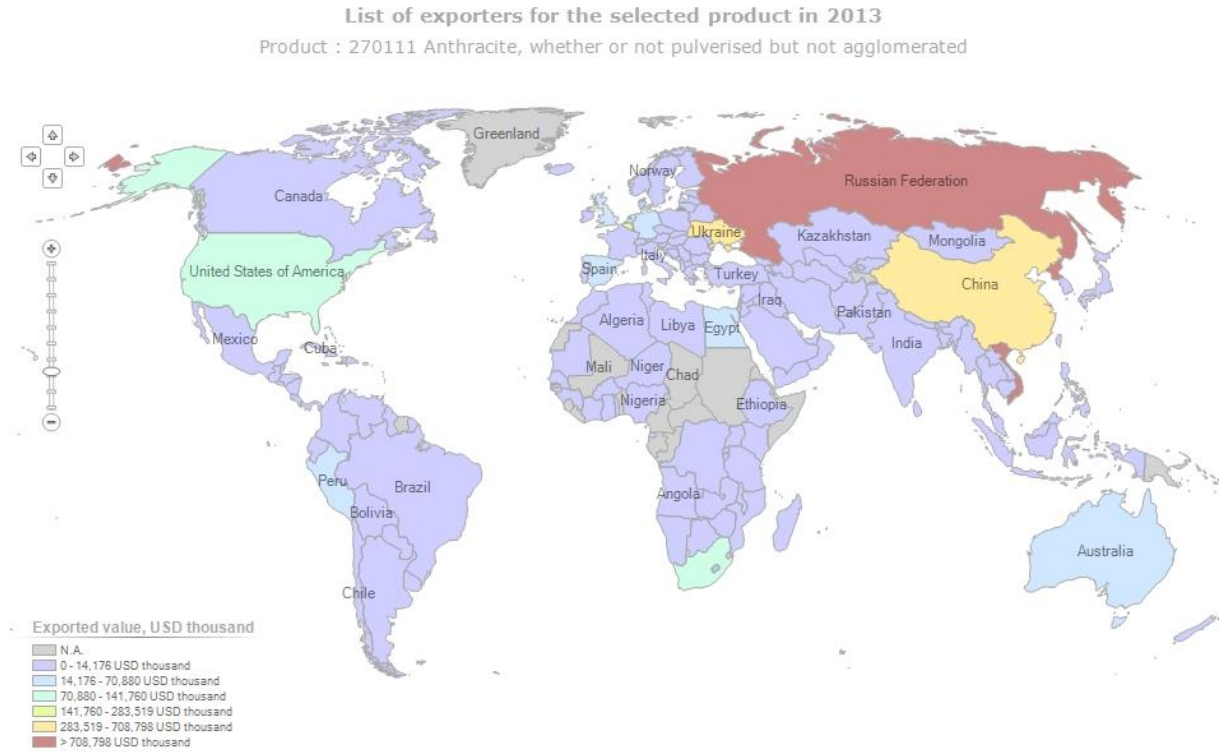 List of exporters for the selected product in 2013
Product : 270111 Anthracite, whether or not pulverised but not agglomerated
Greenland
Norway
Russian Federation
Canada
Ukraine
Kazakhstan
Mongolia
Italy
United States of America
Spain
Turkey
China
Iraq
Pakistan
Algeria
Libya
Egypt
Mexico
India
Cuba
Mali
Niger
Chad
Nigeria
Ethiopia
Peru
Brazil
Angola
Bolivia
Australia
Chile
Exported value, USD thousand
N.A.
0 - 14,176 USD thousand
14,176 - 70,880 USD thousand
70,880 - 141,760 USD thousand
141,760 - 283,519 USD thousand
283,519 - 708,798 USD thousand
> 708,798 USD thousand